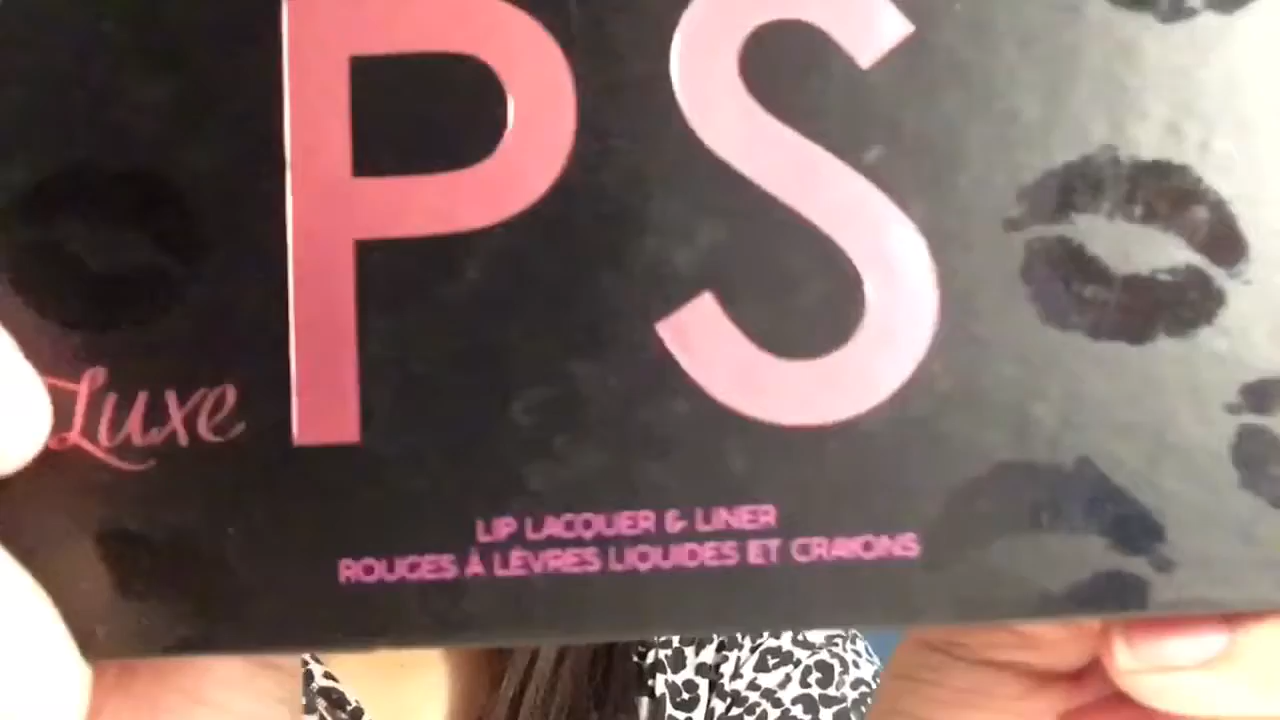 PS
Luxe
LIP LACQUER & LINER
ROUGES À LÈVRES LIQUIDES ET CRAYONS